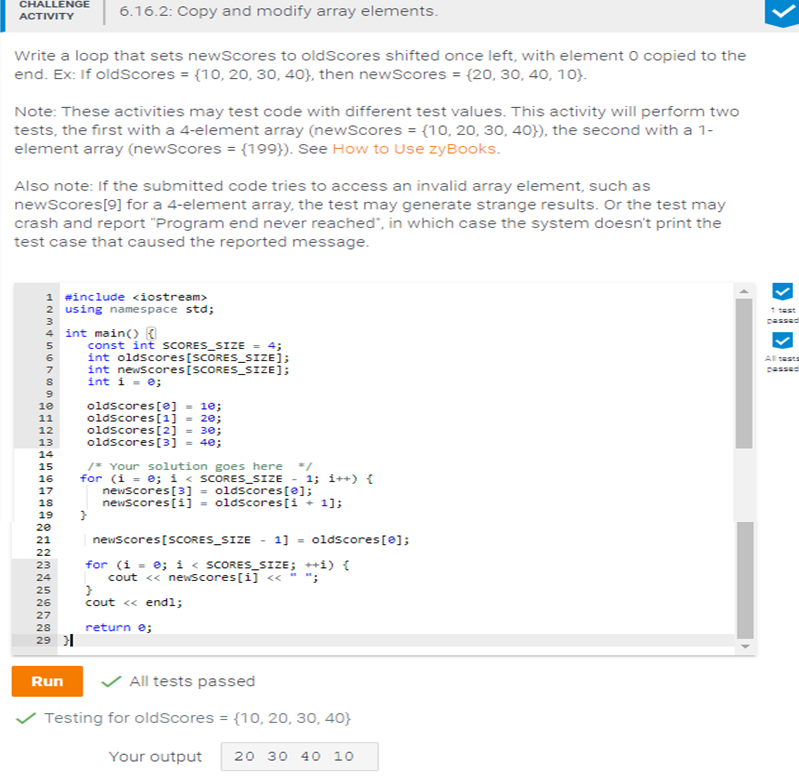 CHALLENGE
ACTIVITY
6.16.2: Copy and modify array elements.
Write a loop that sets newScores to oldScores shifted once left, with element 0 copied to the
end. Ex: If oldScores = {10, 20, 30, 40}, then newScores = {20, 30, 40, 10}.
Note: These activities may test code with different test values. This activity will perform two
tests, the first with a 4-element array (newScores = {10, 20, 30, 40}), the second with a 1-
element array (newScores = {199}). See How to Use zyBooks.
Also note: If the submitted code tries to access an invalid array element, such as
newScores[9] for a 4-element array, the test may generate strange results. Or the test may
crash and report "Program end never reached", in which case the system doesn't print the
test case that caused the reported message.
1 #include <iostream>
2 using namespace std;
3
4 int main() {
5    const int SCORES_SIZE = 4;
6    int oldScores[SCORES_SIZE];
7    int newScores[SCORES_SIZE];
8    int i = 0;
9
10    oldScores[0] = 10;
11    oldScores[1] = 20;
12    oldScores[2] = 30;
13    oldScores[3] = 40;
14
15    /* Your solution goes here  */
16   for (i = 0; i < SCORES_SIZE - 1; i++) {
17      newScores[3] = oldScores[0];
18      newScores[i] = oldScores[i + 1];
19   }
20
21     newScores[SCORES_SIZE - 1] = oldScores[0];
22
23    for (i = 0; i < SCORES_SIZE; ++i) {
24       cout << newScores[i] << " ";
25    }
26    cout << endl;
27
28    return 0;
29 }
1 test
passed
All tests
passed
Run
All tests passed
Testing for oldScores = {10, 20, 30, 40}
Your output
20 30 40 10